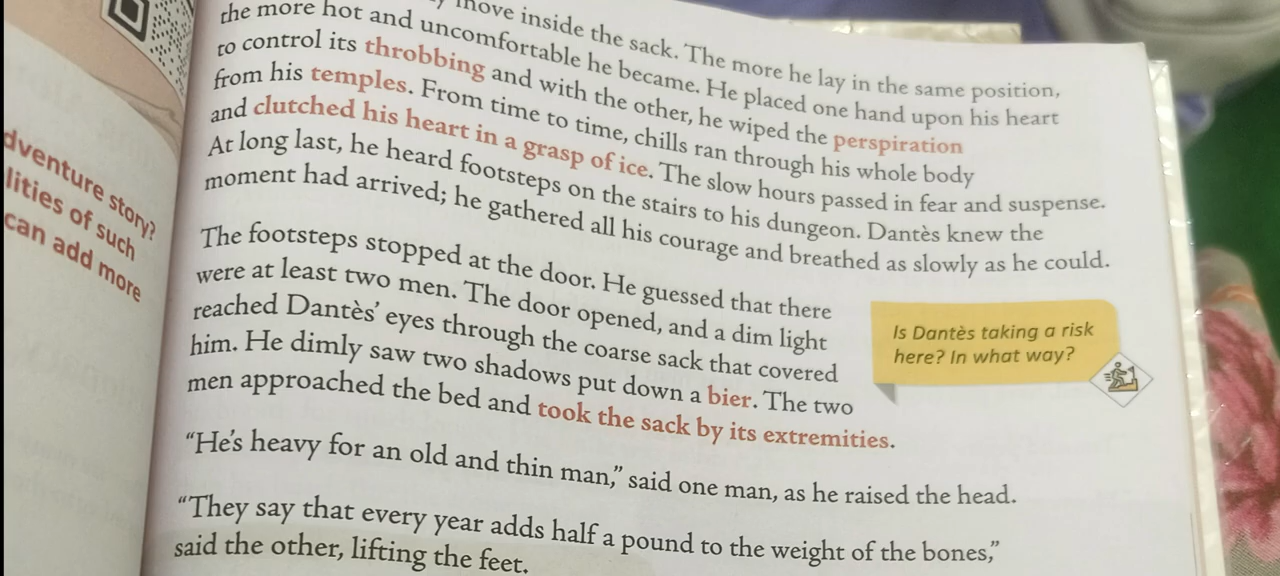 dventure story?
lities of such
can add more
move inside the sack. The more he lay in the same position,
the more hot and uncomfortable he became. He placed one hand upon his heart
to control its throbbing and with the other, he wiped the perspiration
from his temples. From time to time, chills ran through his whole body
and clutched his heart in a grasp of ice. The slow hours passed in fear and suspense.
At long last, he heard footsteps on the stairs to his dungeon. Dantès knew the
moment had arrived; he gathered all his courage and breathed as slowly as he could.
The footsteps stopped at the door. He guessed that there
were at least two men. The door opened, and a dim light
reached Dantès’ eyes through the coarse sack that covered
him. He dimly saw two shadows put down a bier. The two
men approached the bed and took the sack by its extremities.
Is Dantès taking a risk
here? In what way?
“He’s heavy for an old and thin man,” said one man, as he raised the head.
“They say that every year adds half a pound to the weight of the bones,”
said the other, lifting the feet.